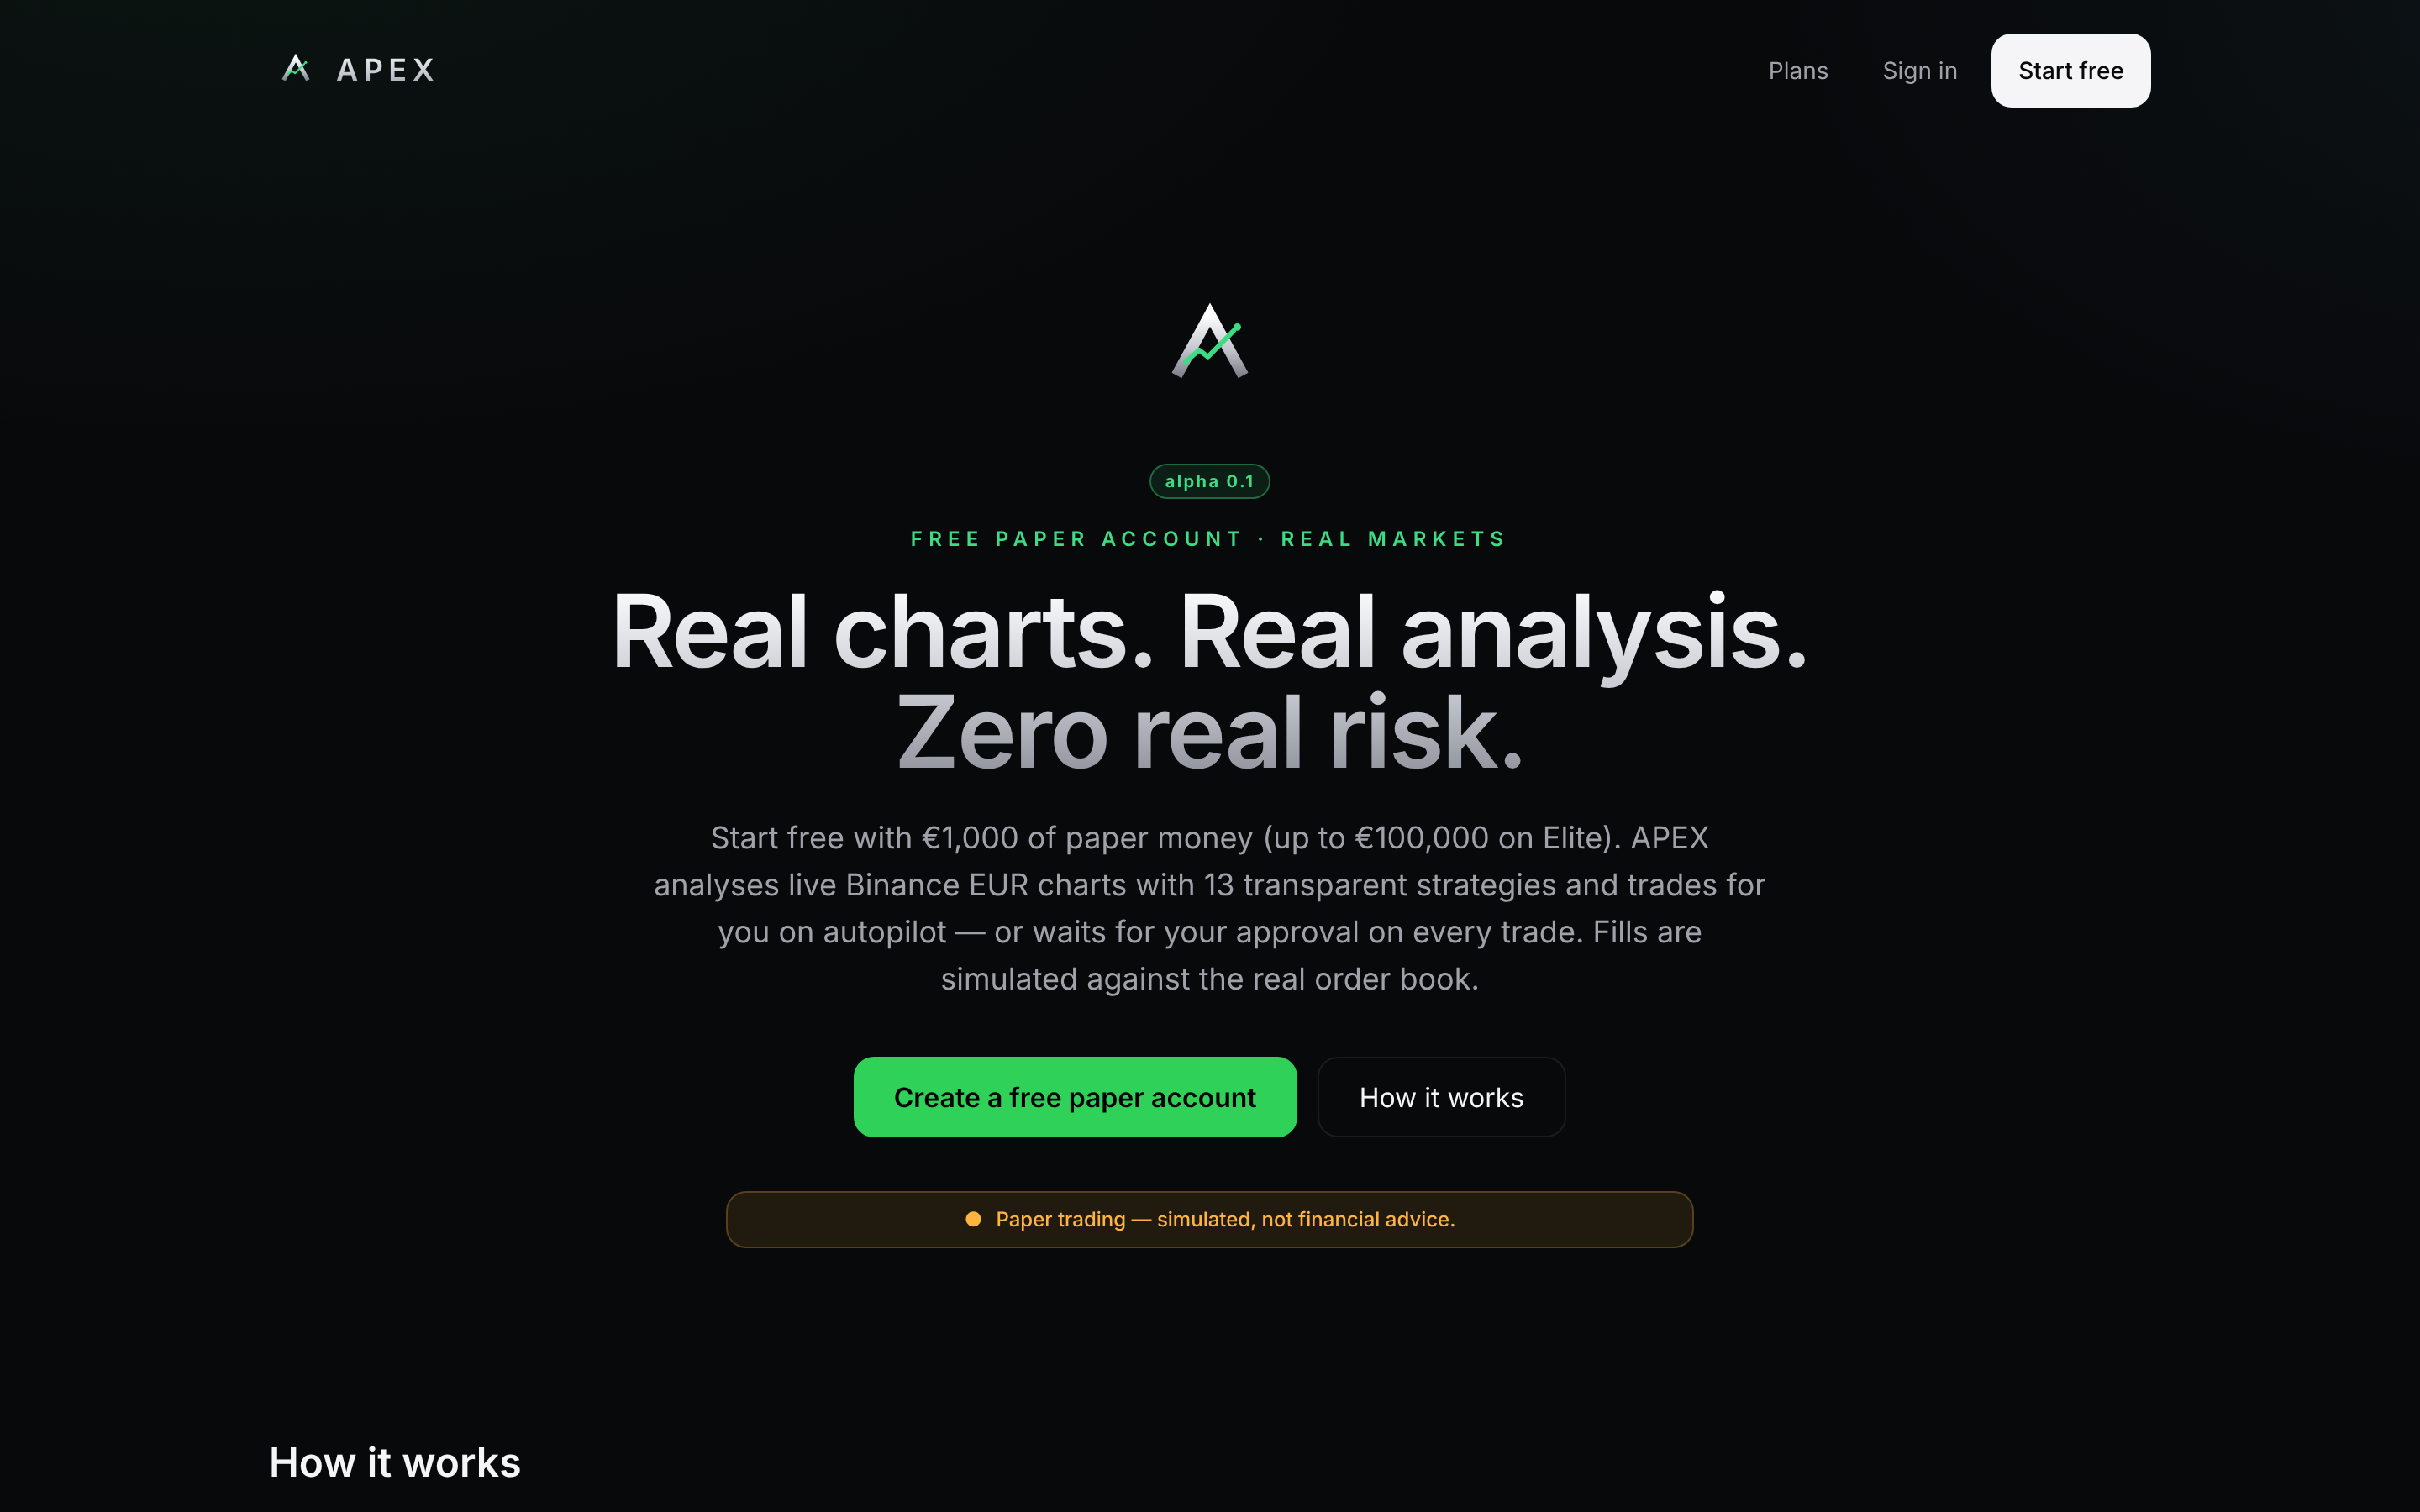 APEX
Plans
Sign in
Start free
alpha 0.1
FREE PAPER ACCOUNT · REAL MARKETS
Real charts. Real analysis.
Zero real risk.
Start free with €1,000 of paper money (up to €100,000 on Elite). APEX
analyses live Binance EUR charts with 13 transparent strategies and trades for
you on autopilot — or waits for your approval on every trade. Fills are
simulated against the real order book.
Create a free paper account
How it works
Paper trading — simulated, not financial advice.
How it works